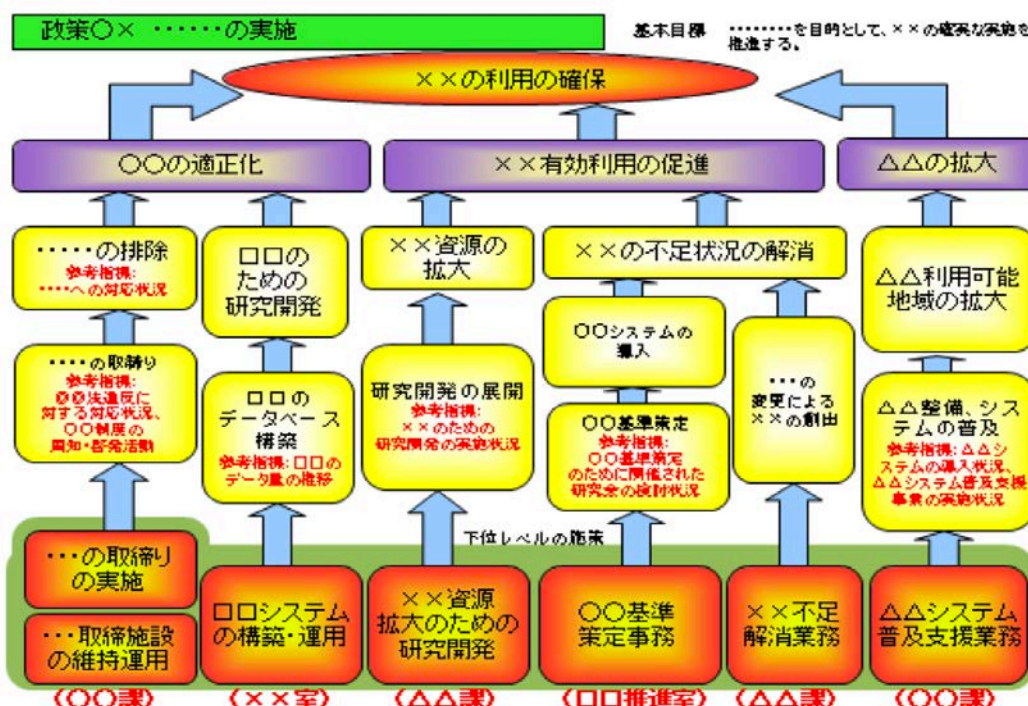 政策○× ・・・・・・の実施
基本目標 ・・・・・・・・を目的として、××の確実な実施を
推進する。
××の利用の確保
○○の適正化
××有効利用の促進
△△の拡大
・・・・・の排除
参考指標:
・・・・への対応状況
□□の
ための
研究開発
××資源の
拡大
××の不足状況の解消
△△利用可能
地域の拡大
・・・・の取締り
参考指標:
◎◎法違反に
対する対応状況、
○○制度の
周知・啓発活動
□□の
データベース
構築
参考指標:□□の
データ量の推移
研究開発の展開
参考指標:
××のための
研究開発の実施状況
○○システムの
導入
○○基準策定
参考指標:
○○基準策定
のために開催された
研究会の検討状況
・・・の
変更による
××の創出
△△整備、シス
テムの普及
参考指標:△△シ
ステムの導入状況、
△△システム普及支援
事業の実施状況
下位レベルの施策
・・・の取締り
の実施
・・・取締施設
の維持運用
□□システム
の構築・運用
××資源
拡大のための
研究開発
○○基準
策定事務
××不足
解消業務
△△システム
普及支援業務
(○○課)
(××室)
(△△課)
(□□推進室)
(△△課)
(○○課)